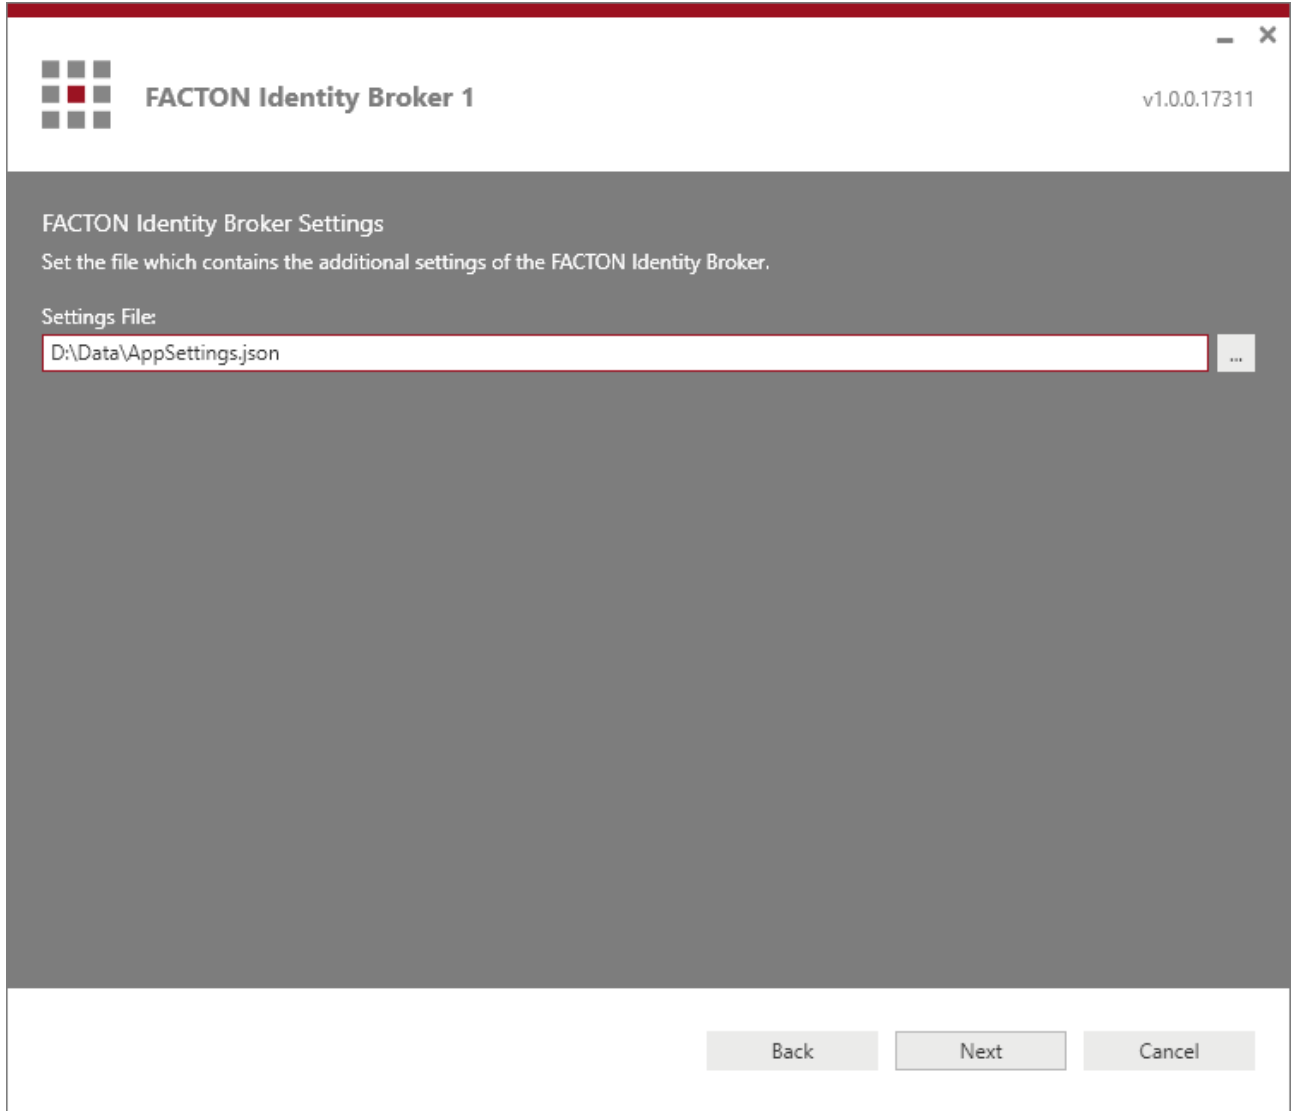 FACTON Identity Broker 1
v1.0.0.17311
FACTON Identity Broker Settings
Set the file which contains the additional settings of the FACTON Identity Broker.
Settings File:
D:\Data\AppSettings.json
...
Back
Next
Cancel